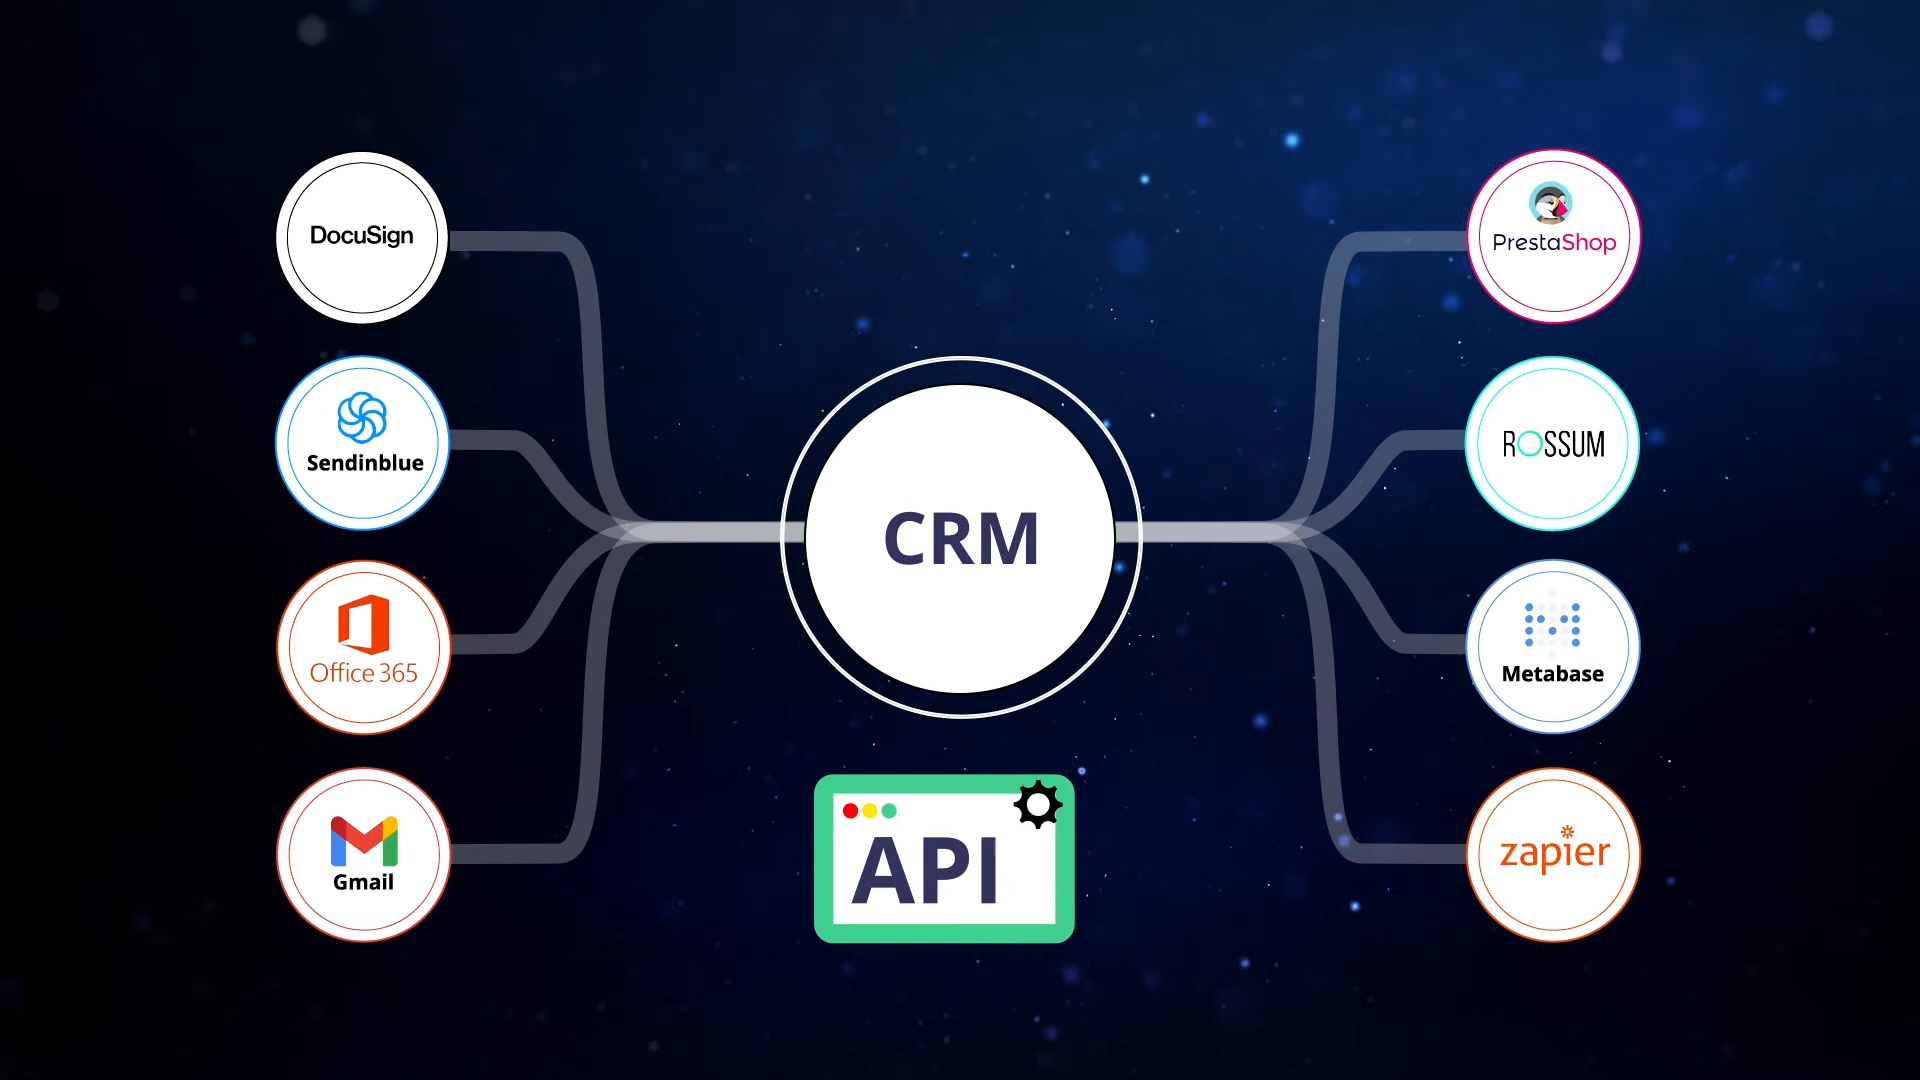 DocuSign
Sendinblue
Office 365
Gmail
CRM
API
PrestaShop
ROSSUM
Metabase
zapier